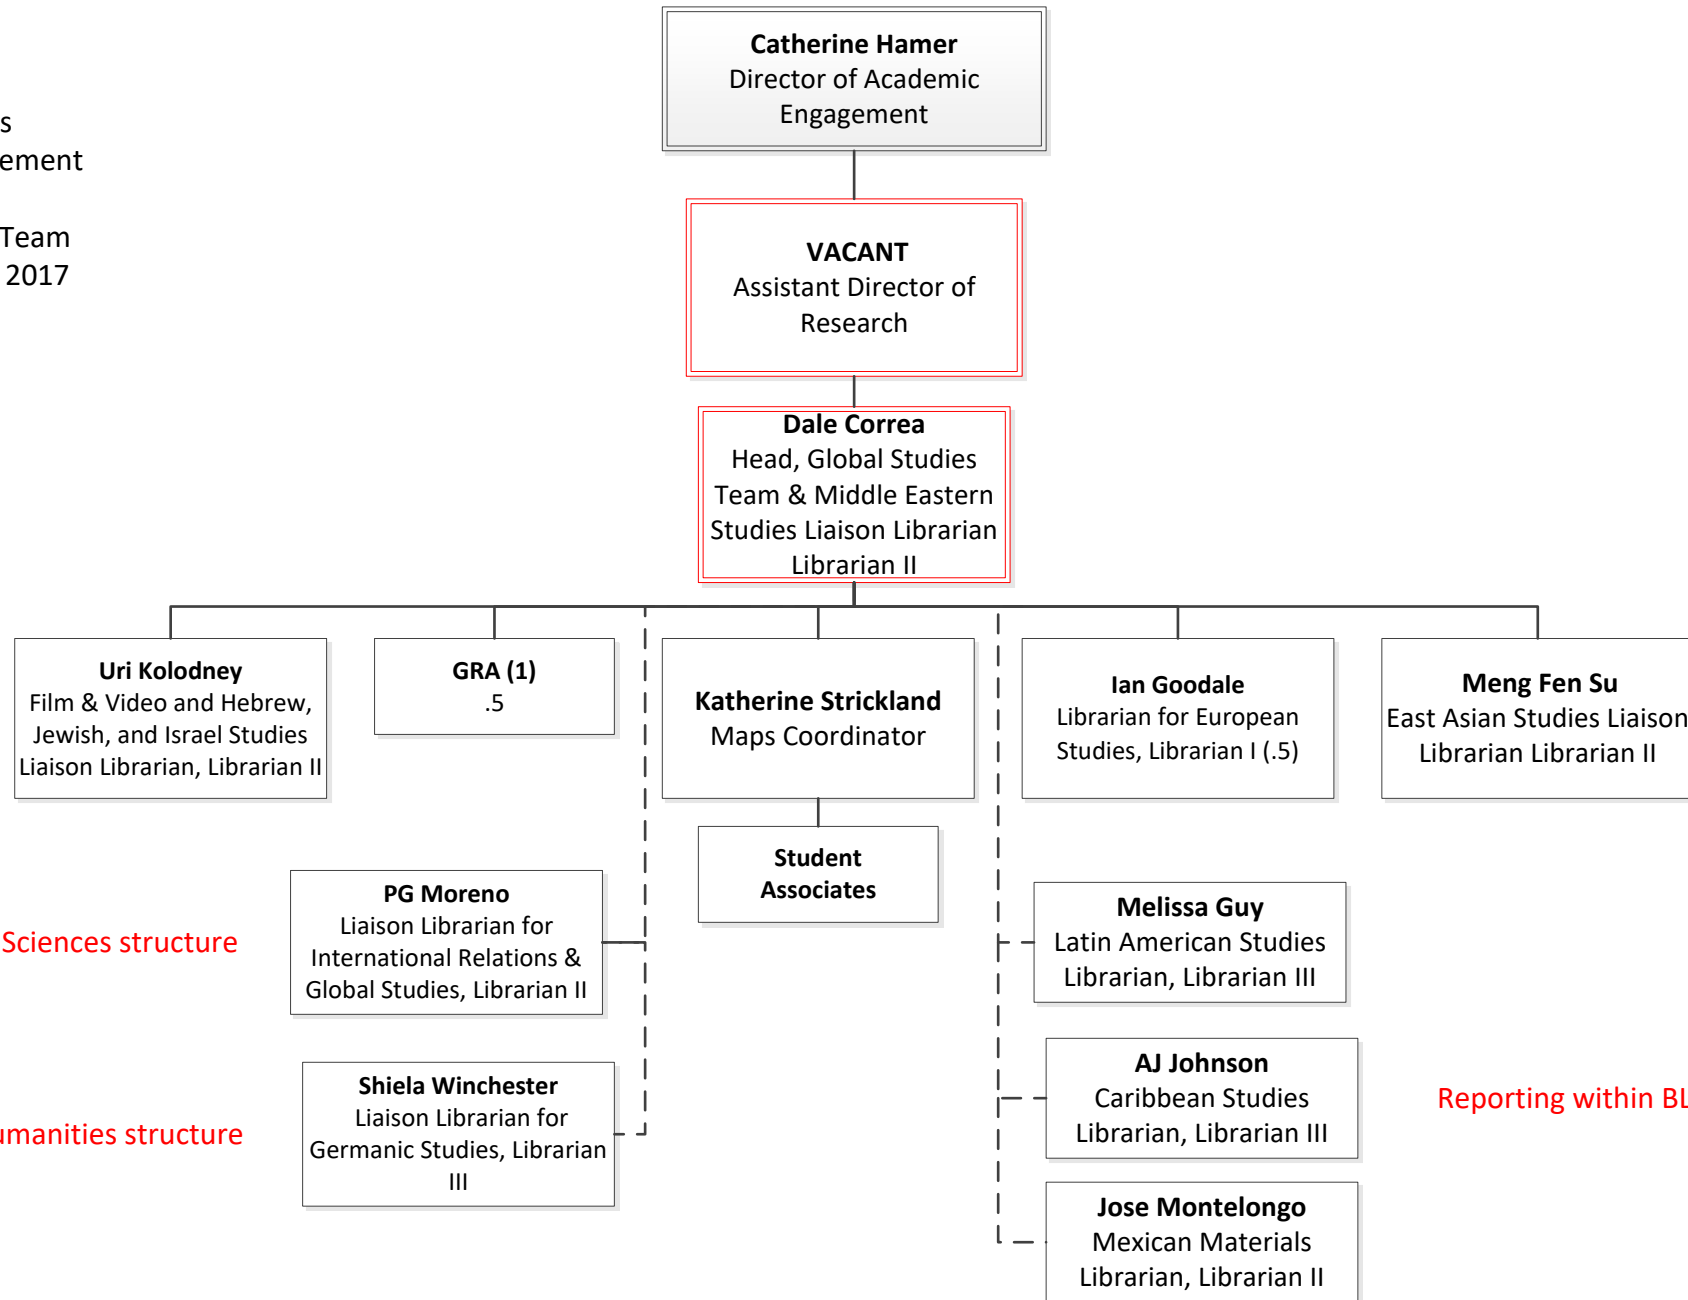 Catherine Hamer
Director of Academic
Engagement
Team
2017
VACANT
Assistant Director of
Research
Dale Correa
Head, Global Studies
Team & Middle Eastern
Studies Liaison Librarian
Librarian II
Uri Kolodney
Film & Video and Hebrew,
Jewish, and Israel Studies
Liaison Librarian, Librarian II
GRA (1)
.5
Katherine Strickland
Maps Coordinator
Ian Goodale
Librarian for European
Studies, Librarian I (.5)
Meng Fen Su
East Asian Studies Liaison
Librarian Librarian II
Student
Associates
PG Moreno
Liaison Librarian for
International Relations &
Global Studies, Librarian II
Sciences structure
Melissa Guy
Latin American Studies
Librarian, Librarian III
Shiela Winchester
Liaison Librarian for
Germanic Studies, Librarian
III
structure
AJ Johnson
Caribbean Studies
Librarian, Librarian III
Reporting within
Jose Montelongo
Mexican Materials
Librarian, Librarian II